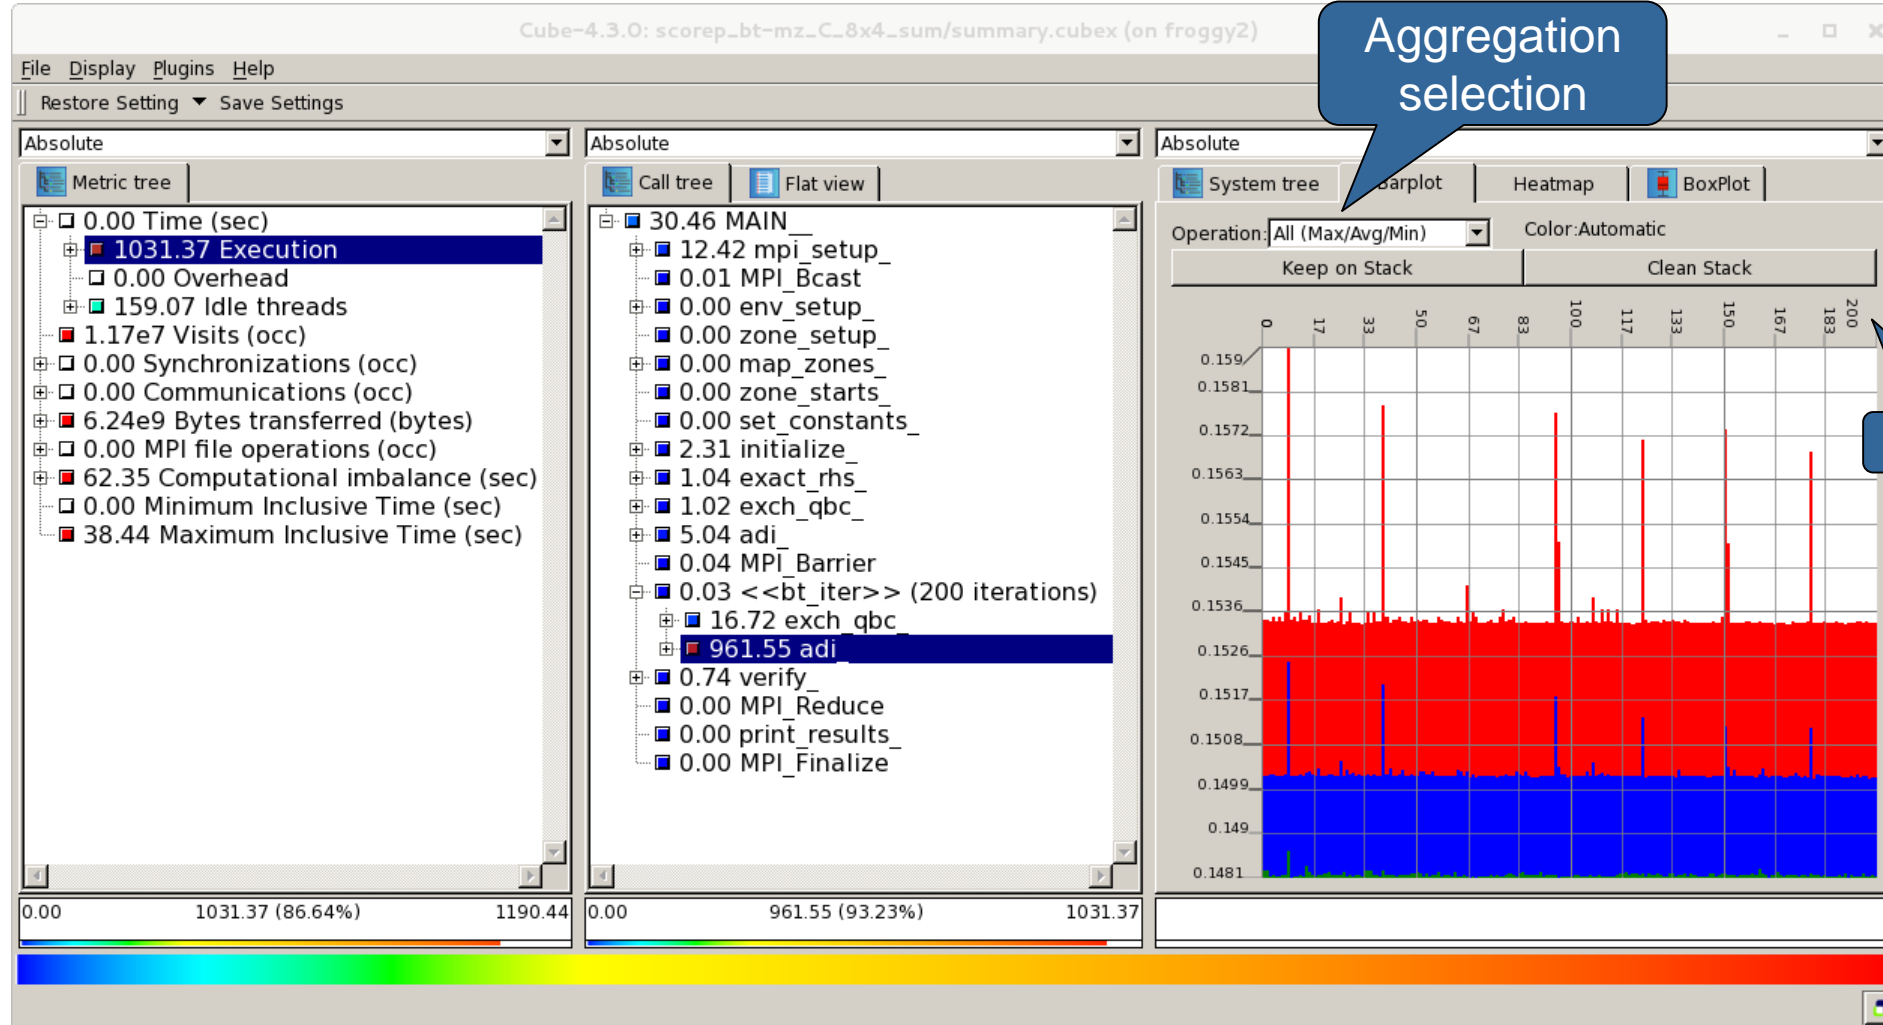 Cube-4.3.0: scorep_bt-mz_C_8x4_sum/summary.cubex (on froggy2)
Aggregation
selection
File Display Plugins Help
Restore Setting Save Settings
Absolute
Metric tree
0.00 Time (sec)
1031.37 Execution
0.00 Overhead
159.07 Idle threads
1.17e7 Visits (occ)
0.00 Synchronizations (occ)
0.00 Communications (occ)
6.24e9 Bytes transferred (bytes)
0.00 MPI file operations (occ)
62.35 Computational imbalance (sec)
0.00 Minimum Inclusive Time (sec)
38.44 Maximum Inclusive Time (sec)
0.00 1031.37 (86.64%) 1190.44
Absolute
Call tree Flat view
30.46 MAIN__
12.42 mpi_setup_
0.01 MPI_Bcast
0.00 env_setup_
0.00 zone_setup_
0.00 map_zones_
0.00 zone_starts_
0.00 set_constants_
2.31 initialize_
1.04 exact_rhs_
1.02 exch_qbc_
5.04 adi_
0.04 MPI_Barrier
0.03 <<bt_iter>> (200 iterations)
16.72 exch_qbc_
961.55 adi_
0.74 verify_
0.00 MPI_Reduce
0.00 print_results_
0.00 MPI_Finalize
0.00 961.55 (93.23%) 1031.37
Absolute
System tree Barplot Heatmap BoxPlot
Operation: All (Max/Avg/Min) Color:Automatic
Keep on Stack Clean Stack
0 17 33 50 67 83 100 117 133 150 167 183 200
0.159
0.1581
0.1572
0.1563
0.1554
0.1545
0.1536
0.1526
0.1517
0.1508
0.1499
0.149
0.1481